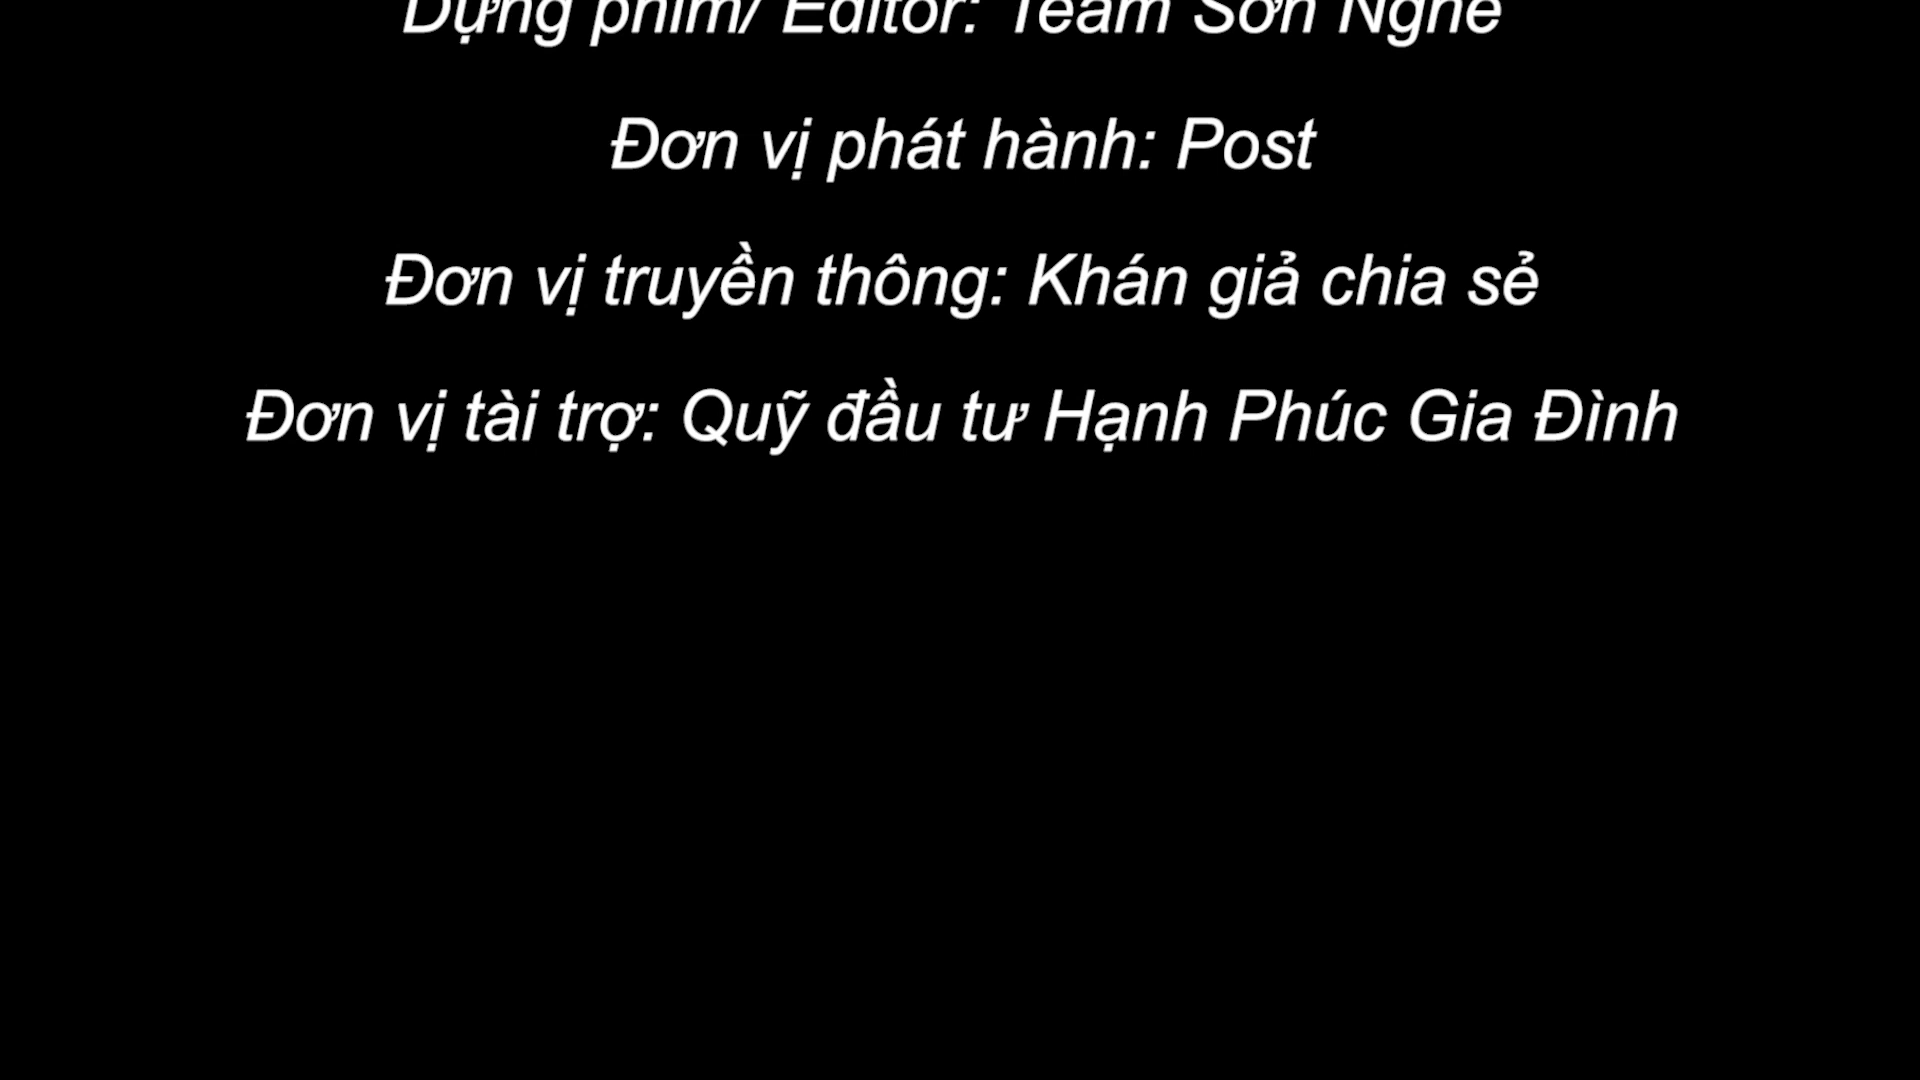 Dựng phim/ Editor: Team Sơn Nghe
Đơn vị phát hành: Post
Đơn vị truyền thông: Khán giả chia sẻ
Đơn vị tài trợ: Quỹ đầu tư Hạnh Phúc Gia Đình